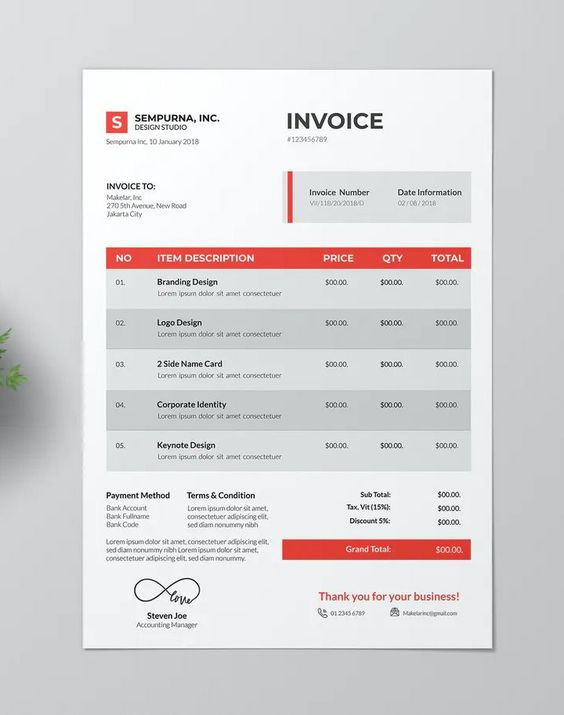 S
SEMPURNA, INC.
DESIGN STUDIO
Sempurna Inc, 10 January 2018
INVOICE
#123456789
INVOICE TO:
Makelar, Inc
270 5th Avenue, New Road
Jakarta City
Invoice Number Date Information
VII/11B/20/2018/D 02 / 08 / 2018
NO ITEM DESCRIPTION PRICE QTY TOTAL
01. Branding Design $00.00. $00.00. $00.00.
Lorem ipsum dolor sit amet consectetuer
02. Logo Design $00.00. $00.00. $00.00.
Lorem ipsum dolor sit amet consectetuer
03. 2 Side Name Card $00.00. $00.00. $00.00.
Lorem ipsum dolor sit amet consectetuer
04. Corporate Identity $00.00. $00.00. $00.00.
Lorem ipsum dolor sit amet consectetuer
05. Keynote Design $00.00. $00.00. $00.00.
Lorem ipsum dolor sit amet consectetuer
Payment Method
Bank Account
Bank Fullname
Bank Code
Terms & Condition
Lorem ipsum dolor sit amet,
consectetuer adipiscing elit,
sed diam nonummy nibh
Lorem ipsum dolor sit amet, consectetuer adipiscing elit,
sed diam nonummy nibh Lorem ipsum dolor sit amet,
consectetuer adipiscing elit, sed diam nonummy.
Sub Total: $00.00.
Tax. Vit (15%): $00.00.
Discount 5%: $00.00.
Grand Total: $00.00.
Love
Steven Joe
Accounting Manager
Thank you for your business!
01 2345 6789 Makelarinc@gmail.com